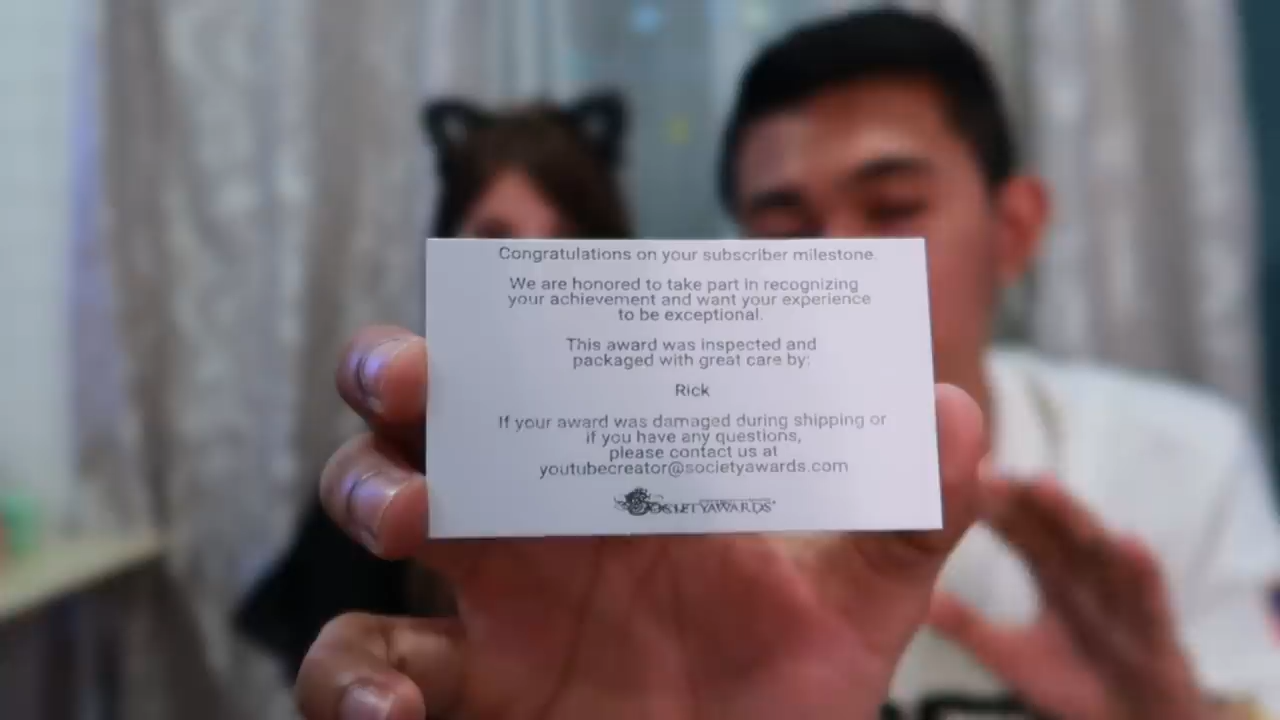 Congratulations on your subscriber milestone.
We are honored to take part in recognizing
your achievement and want your experience
to be exceptional.
This award was inspected and
packaged with great care by:
Rick
If your award was damaged during shipping or
if you have any questions,
please contact us at
youtubecreator@societyawards.com
SOCIETYAWARDS